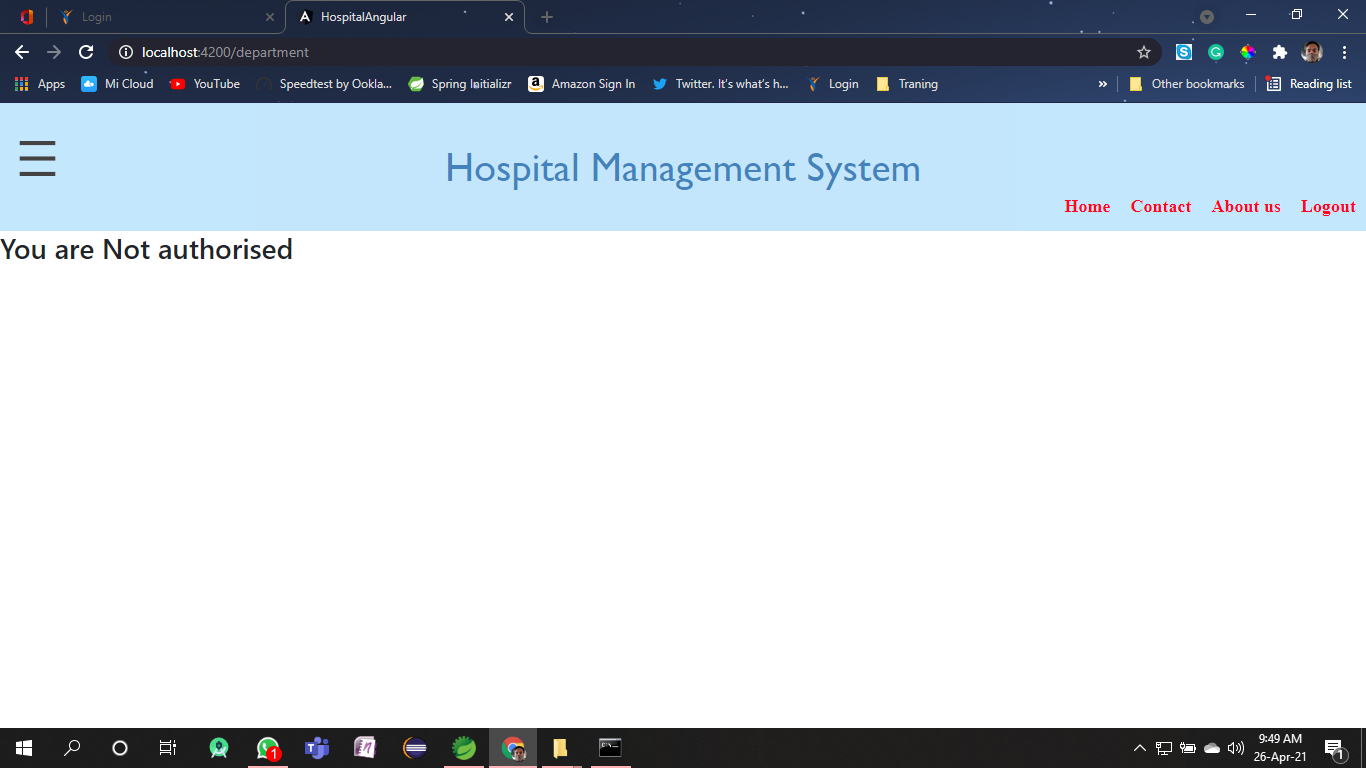 Login
HospitalAngular
localhost:4200/department
Apps
Mi Cloud
YouTube
Speedtest by Ookla...
Spring Initializr
Amazon Sign In
Twitter. It's what's h...
Login
Traning
»
Other bookmarks
Reading list
Hospital Management System
Home
Contact
About us
Logout
You are Not authorised
1
9:49 AM
26-Apr-21
1